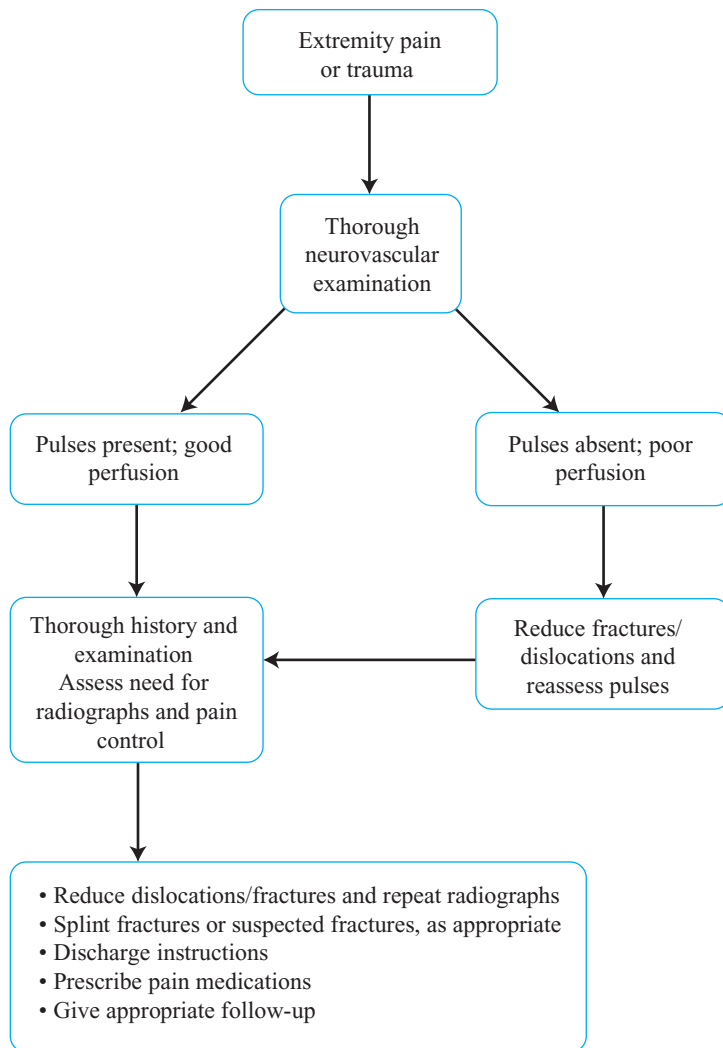 Extremity pain
or trauma
Thorough
neurovascular
examination
Pulses present; good
perfusion
Pulses absent; poor
perfusion
Thorough history and
examination
Assess need for
radiographs and pain
control
Reduce fractures/
dislocations and
reassess pulses
• Reduce dislocations/fractures and repeat radiographs
• Splint fractures or suspected fractures, as appropriate
• Discharge instructions
• Prescribe pain medications
• Give appropriate follow-up